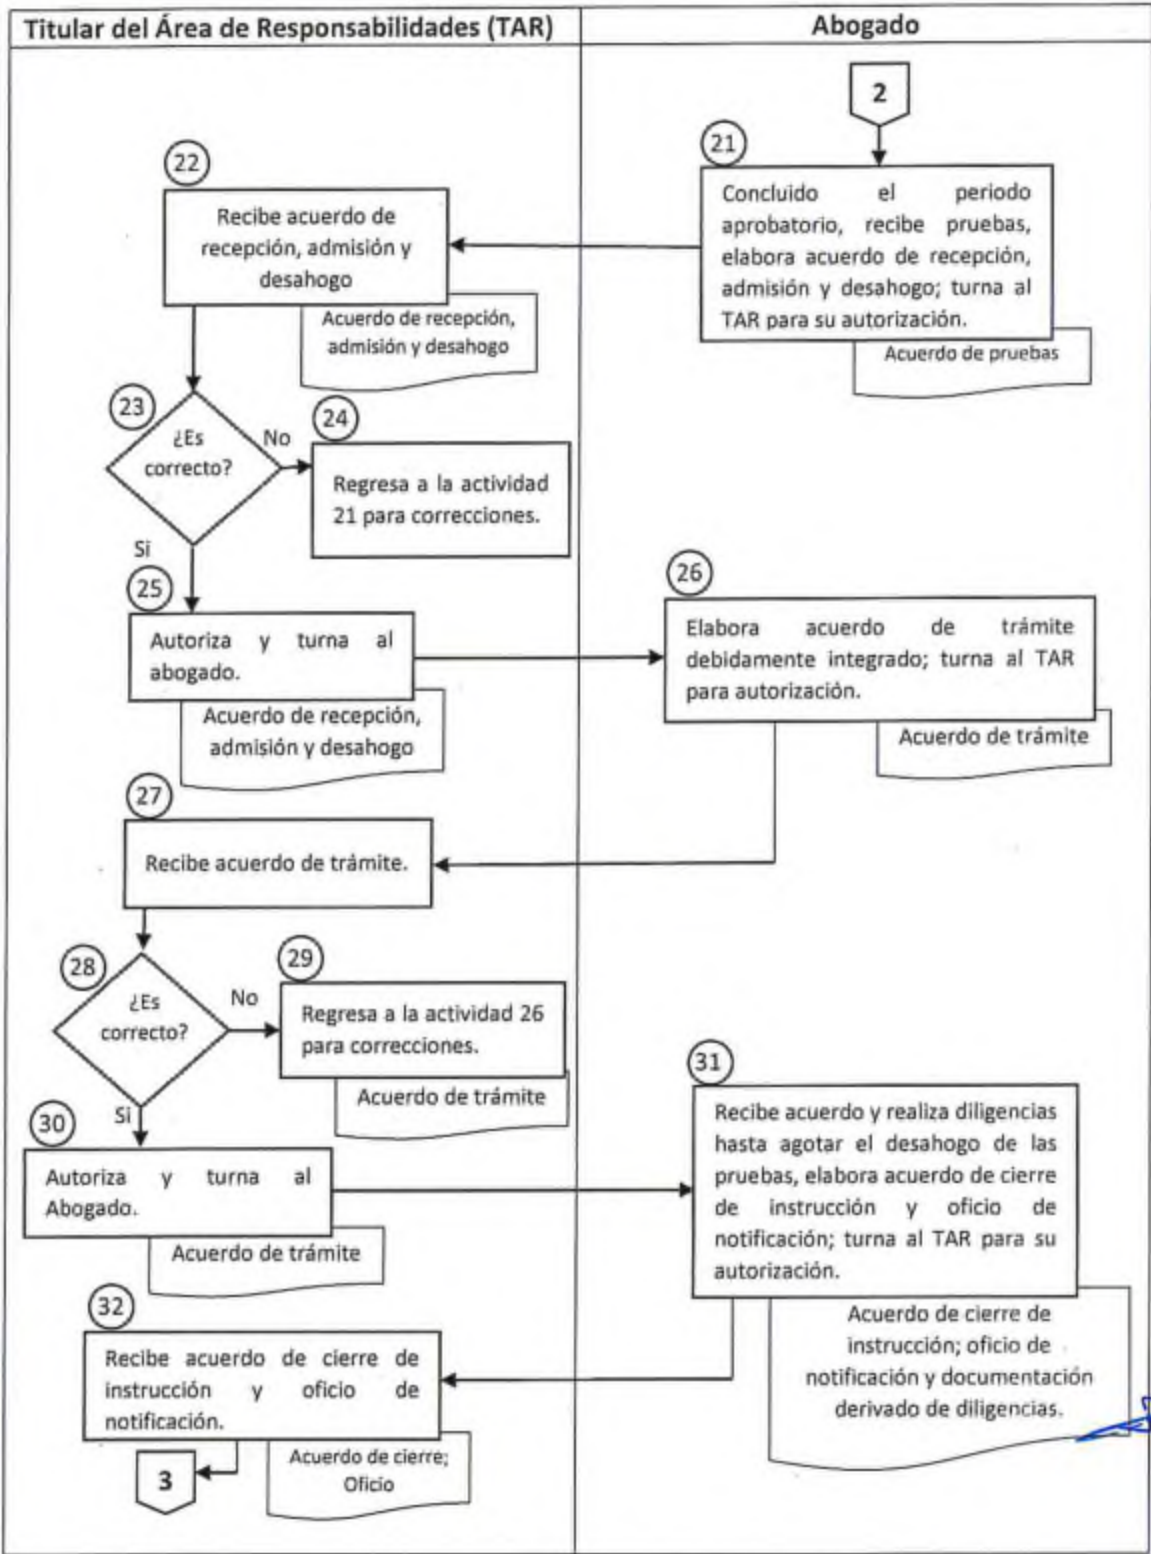 Titular del Área de Responsabilidades (TAR)
Abogado
2
21
Concluido el periodo
aprobatorio, recibe pruebas,
elabora acuerdo de recepción,
admisión y desahogo; turna al
TAR para su autorización.
Acuerdo de pruebas
22
Recibe acuerdo de
recepción, admisión y
desahogo
Acuerdo de recepción,
admisión y desahogo
23
¿Es
correcto?
No
24
Regresa a la actividad
21 para correcciones.
Si
25
Autoriza y turna al
abogado.
Acuerdo de recepción,
admisión y desahogo
26
Elabora acuerdo de trámite
debidamente integrado; turna al TAR
para autorización.
Acuerdo de trámite
27
Recibe acuerdo de trámite.
28
¿Es
correcto?
No
29
Regresa a la actividad 26
para correcciones.
Acuerdo de trámite
Si
30
Autoriza y turna al
Abogado.
Acuerdo de trámite
31
Recibe acuerdo y realiza diligencias
hasta agotar el desahogo de las
pruebas, elabora acuerdo de cierre
de instrucción y oficio de
notificación; turna al TAR para su
autorización.
Acuerdo de cierre de
instrucción; oficio de
notificación y documentación
derivado de diligencias.
32
Recibe acuerdo de cierre de
instrucción y oficio de
notificación.
Acuerdo de cierre;
Oficio
3